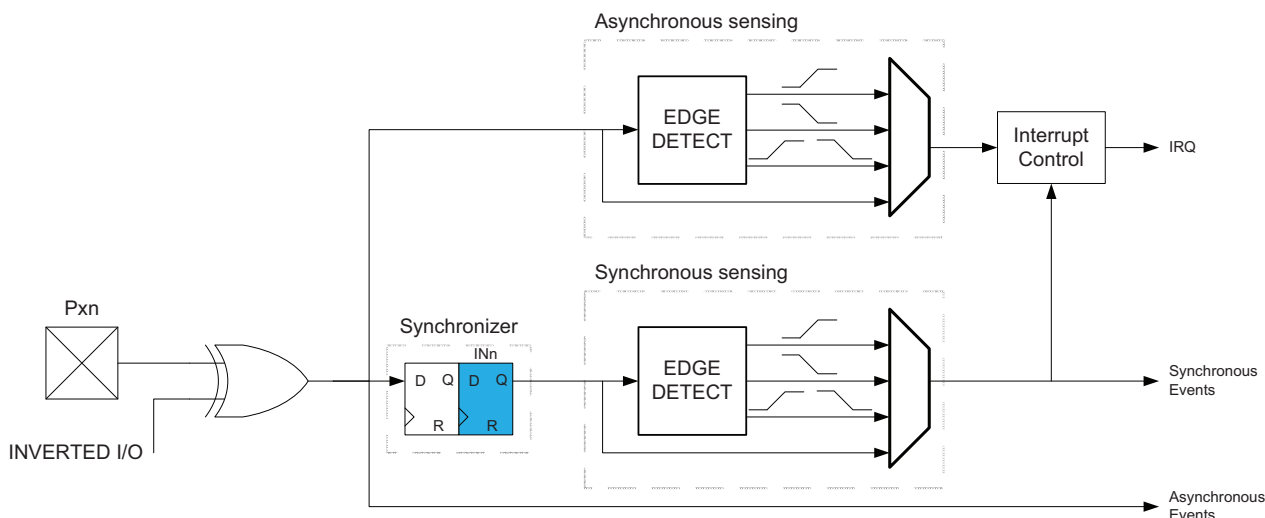 Asynchronous sensing
EDGE
DETECT
Interrupt
Control
IRQ
Synchronous sensing
Pxn
Synchronizer
INn
D Q D Q
R R
EDGE
DETECT
Synchronous
Events
INVERTED I/O
Asynchronous
Events